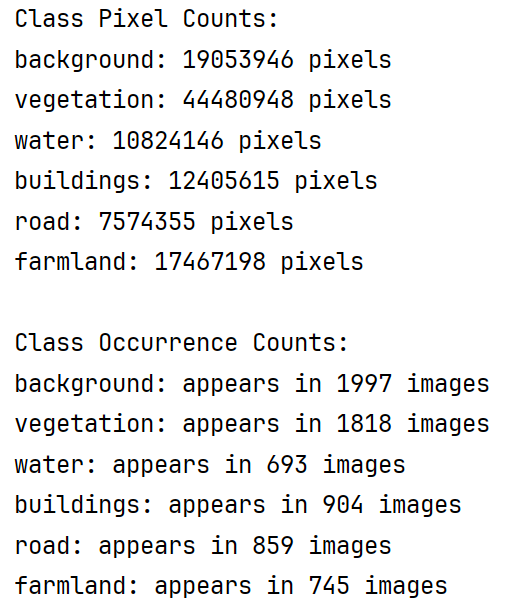 Class Pixel Counts:
background: 19053946 pixels
vegetation: 44480948 pixels
water: 10824146 pixels
buildings: 12405615 pixels
road: 7574355 pixels
farmland: 17467198 pixels
Class Occurrence Counts:
background: appears in 1997 images
vegetation: appears in 1818 images
water: appears in 693 images
buildings: appears in 904 images
road: appears in 859 images
farmland: appears in 745 images